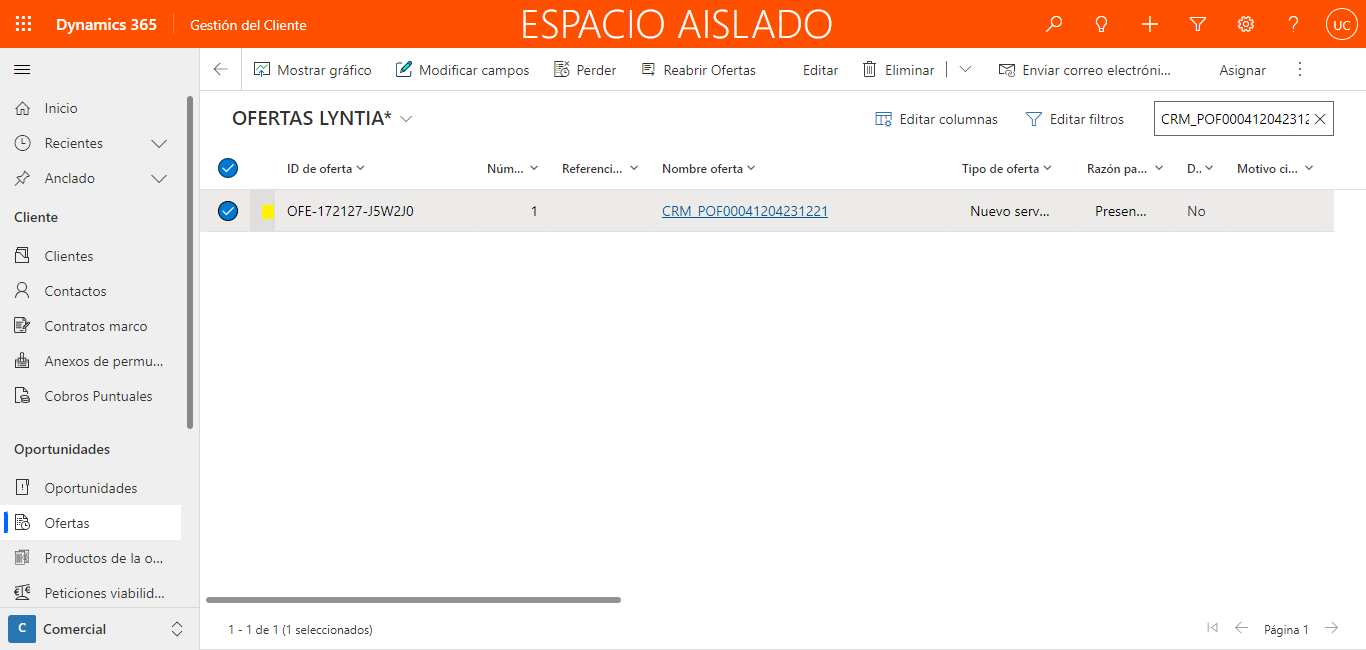 Dynamics 365
Gestión del Cliente
ESPACIO AISLADO
UC
Mostrar gráfico
Modificar campos
Perder
Reabrir Ofertas
Editar
Eliminar
Enviar correo electróni...
Asignar
Inicio
Recientes
Anclado
Cliente
Clientes
Contactos
Contratos marco
Anexos de permu...
Cobros Puntuales
Oportunidades
Oportunidades
Ofertas
Productos de la o...
Peticiones viabilid...
C
Comercial
OFERTAS LYNTIA*
Editar columnas
Editar filtros
CRM_POF000412042312
ID de oferta
Núm...
Referenci...
Nombre oferta
Tipo de oferta
Razón pa...
D..
Motivo ci...
OFE-172127-J5W2J0
1
CRM_POF00041204231221
Nuevo serv...
Presen...
No
1 - 1 de 1 (1 seleccionados)
Página 1